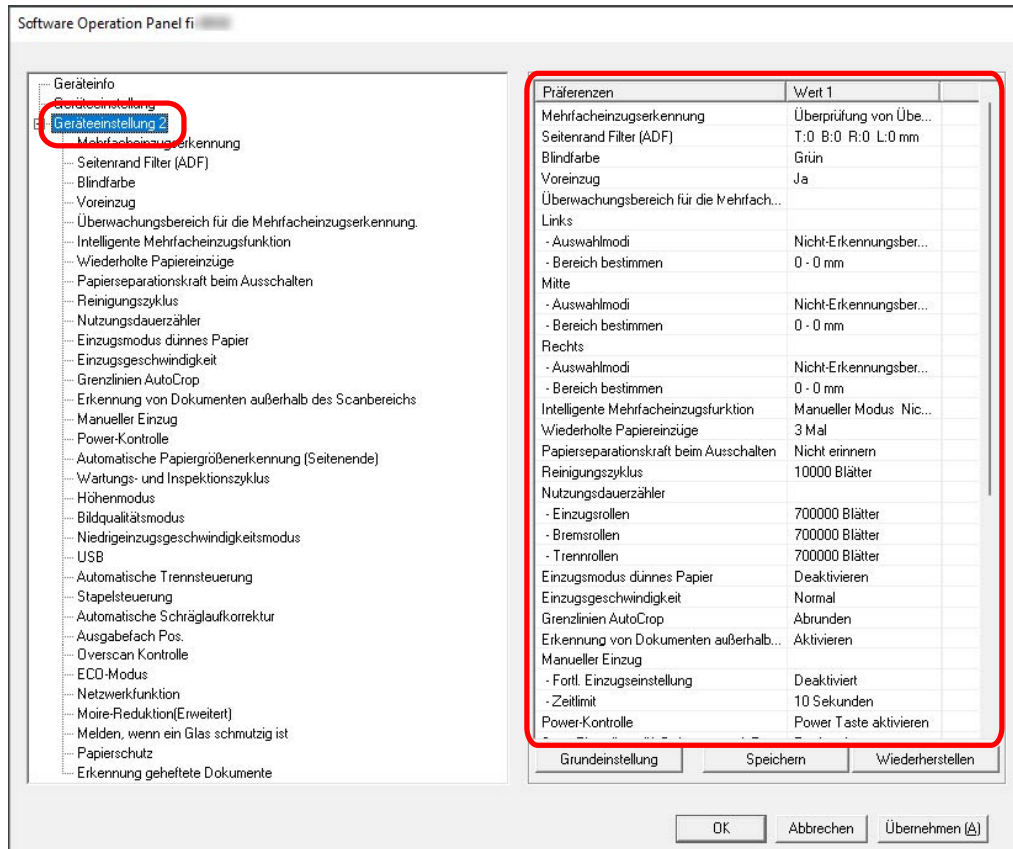 Software Operation Panel fi
Geräteinfo
Geräteeinstellung
Geräteeinstellung 2
Mehrfacheinzugserkennung
Seitenrand Filter (ADF)
Blindfarbe
Voreinzug
Überwachungsbereich für die Mehrfacheinzugserkennung.
Intelligente Mehrfacheinzugsfunktion
Wiederholte Papiereinzüge
Papierseparationskraft beim Ausschalten
Reinigungszyklus
Nutzungsdauerzähler
Einzugsmodus dünnes Papier
Einzugsgeschwindigkeit
Grenzlinien AutoCrop
Erkennung von Dokumenten außerhalb des Scanbereichs
Manueller Einzug
Power-Kontrolle
Automatische Papiergrößenerkennung (Seitenende)
Wartungs- und Inspektionszyklus
Höhenmodus
Bildqualitätsmodus
Niedrigeinzugsgeschwindigkeitsmodus
USB
Automatische Trennsteuerung
Stapelsteuerung
Automatische Schräglaufkorrektur
Ausgabefach Pos.
Overscan Kontrolle
ECO-Modus
Netzwerkfunktion
Moire-Reduktion(Erweitert)
Melden, wenn ein Glas schmutzig ist
Papierschutz
Erkennung geheftete Dokumente
Präferenzen Wert 1
Mehrfacheinzugserkennung Überprüfung von Übe...
Seitenrand Filter (ADF) T:0 B:0 R:0 L:0 mm
Blindfarbe Grün
Voreinzug Ja
Überwachungsbereich für die Mehrfach...
Links
- Auswahlmodi Nicht-Erkennungsber...
- Bereich bestimmen 0 - 0 mm
Mitte
- Auswahlmodi Nicht-Erkennungsber...
- Bereich bestimmen 0 - 0 mm
Rechts
- Auswahlmodi Nicht-Erkennungsber...
- Bereich bestimmen 0 - 0 mm
Intelligente Mehrfacheinzugsfunktion Manueller Modus Nic...
Wiederholte Papiereinzüge 3 Mal
Papierseparationskraft beim Ausschalten Nicht erinnern
Reinigungszyklus 10000 Blätter
Nutzungsdauerzähler
- Einzugsrollen 700000 Blätter
- Bremsrollen 700000 Blätter
- Trennrollen 700000 Blätter
Einzugsmodus dünnes Papier Deaktivieren
Einzugsgeschwindigkeit Normal
Grenzlinien AutoCrop Abrunden
Erkennung von Dokumenten außerhalb... Aktivieren
Manueller Einzug
- Fortl. Einzugseinstellung Deaktiviert
- Zeitlimit 10 Sekunden
Power-Kontrolle Power Taste aktivieren
Grundeinstellung Speichern Wiederherstellen
OK Abbrechen Übernehmen (A)